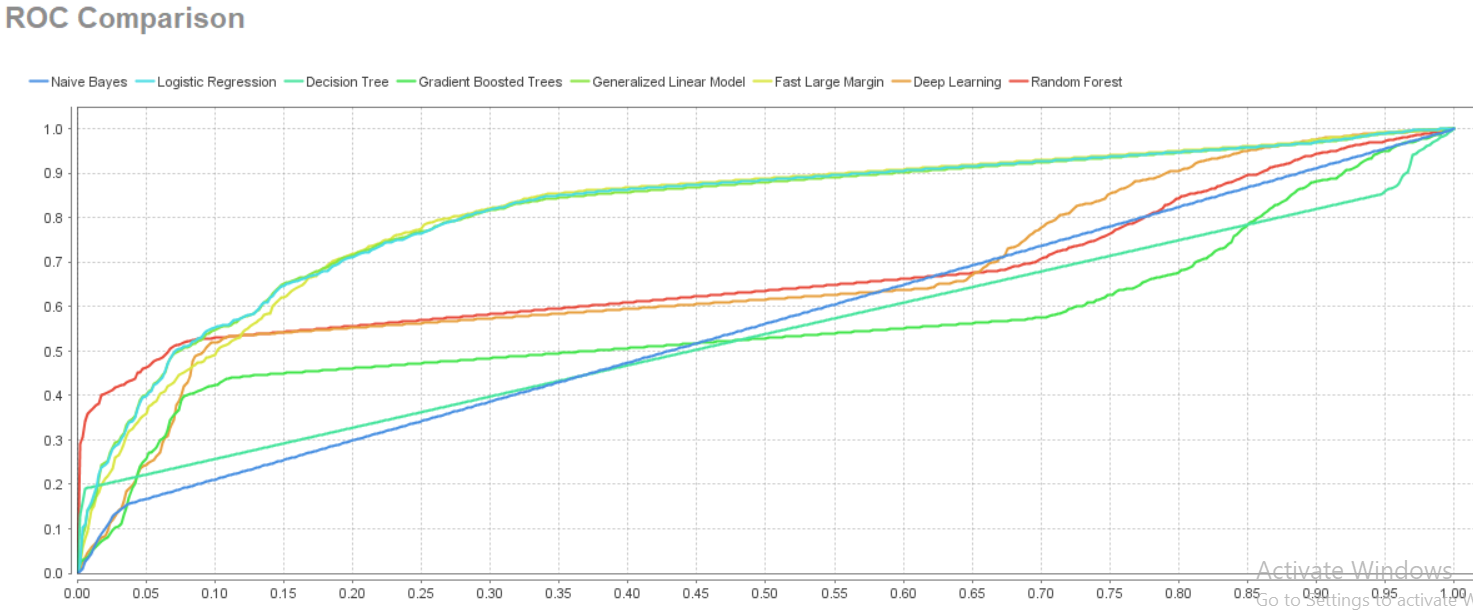 ROC Comparison
Naive Bayes Logistic Regression Decision Tree Gradient Boosted Trees Generalized Linear Model Fast Large Margin Deep Learning Random Forest
1.0
0.9
0.8
0.7
0.6
0.5
0.4
0.3
0.2
0.1
0.0
0.00 0.05 0.10 0.15 0.20 0.25 0.30 0.35 0.40 0.45 0.50 0.55 0.60 0.65 0.70 0.75 0.80 0.85 0.90 0.95 1.00
Activate Windows
Go to Settings to activate W